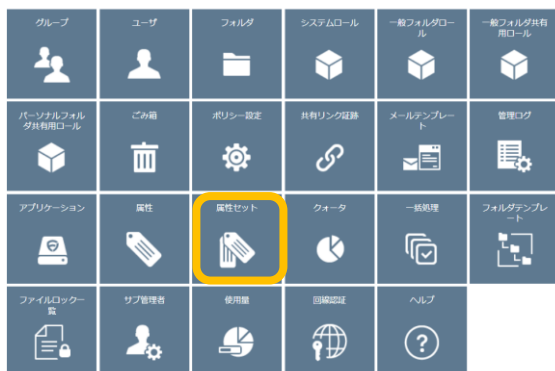 グループ
ユーザ
フォルダ
システムロール
一般フォルダロー
ル
一般フォルダ共有
用ロール
パーソナルフォル
ダ共有用ロール
ごみ箱
ポリシー設定
共有リンク証跡
メールテンプレー
ト
管理ログ
アプリケーション
属性
属性セット
クォータ
一括処理
フォルダテンプレ
ート
ファイルロック一
覧
サブ管理者
使用量
回線認証
ヘルプ